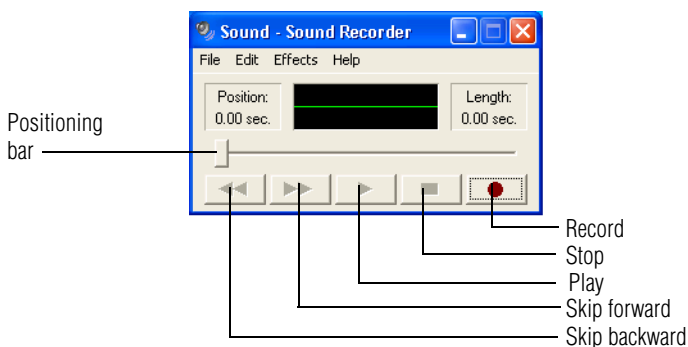 Sound - Sound Recorder
File Edit Effects Help
Position:
0.00 sec.
Length:
0.00 sec.
Positioning
bar
Record
Stop
Play
Skip forward
Skip backward